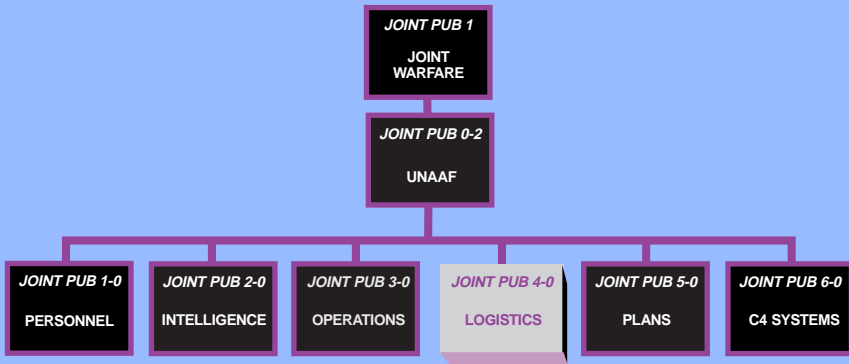 JOINT PUB 1
JOINT
WARFARE
JOINT PUB 0-2
UNAAF
JOINT PUB 1-0
PERSONNEL
JOINT PUB 2-0
INTELLIGENCE
JOINT PUB 3-0
OPERATIONS
JOINT PUB 4-0
LOGISTICS
JOINT PUB 5-0
PLANS
JOINT PUB 6-0
C4 SYSTEMS